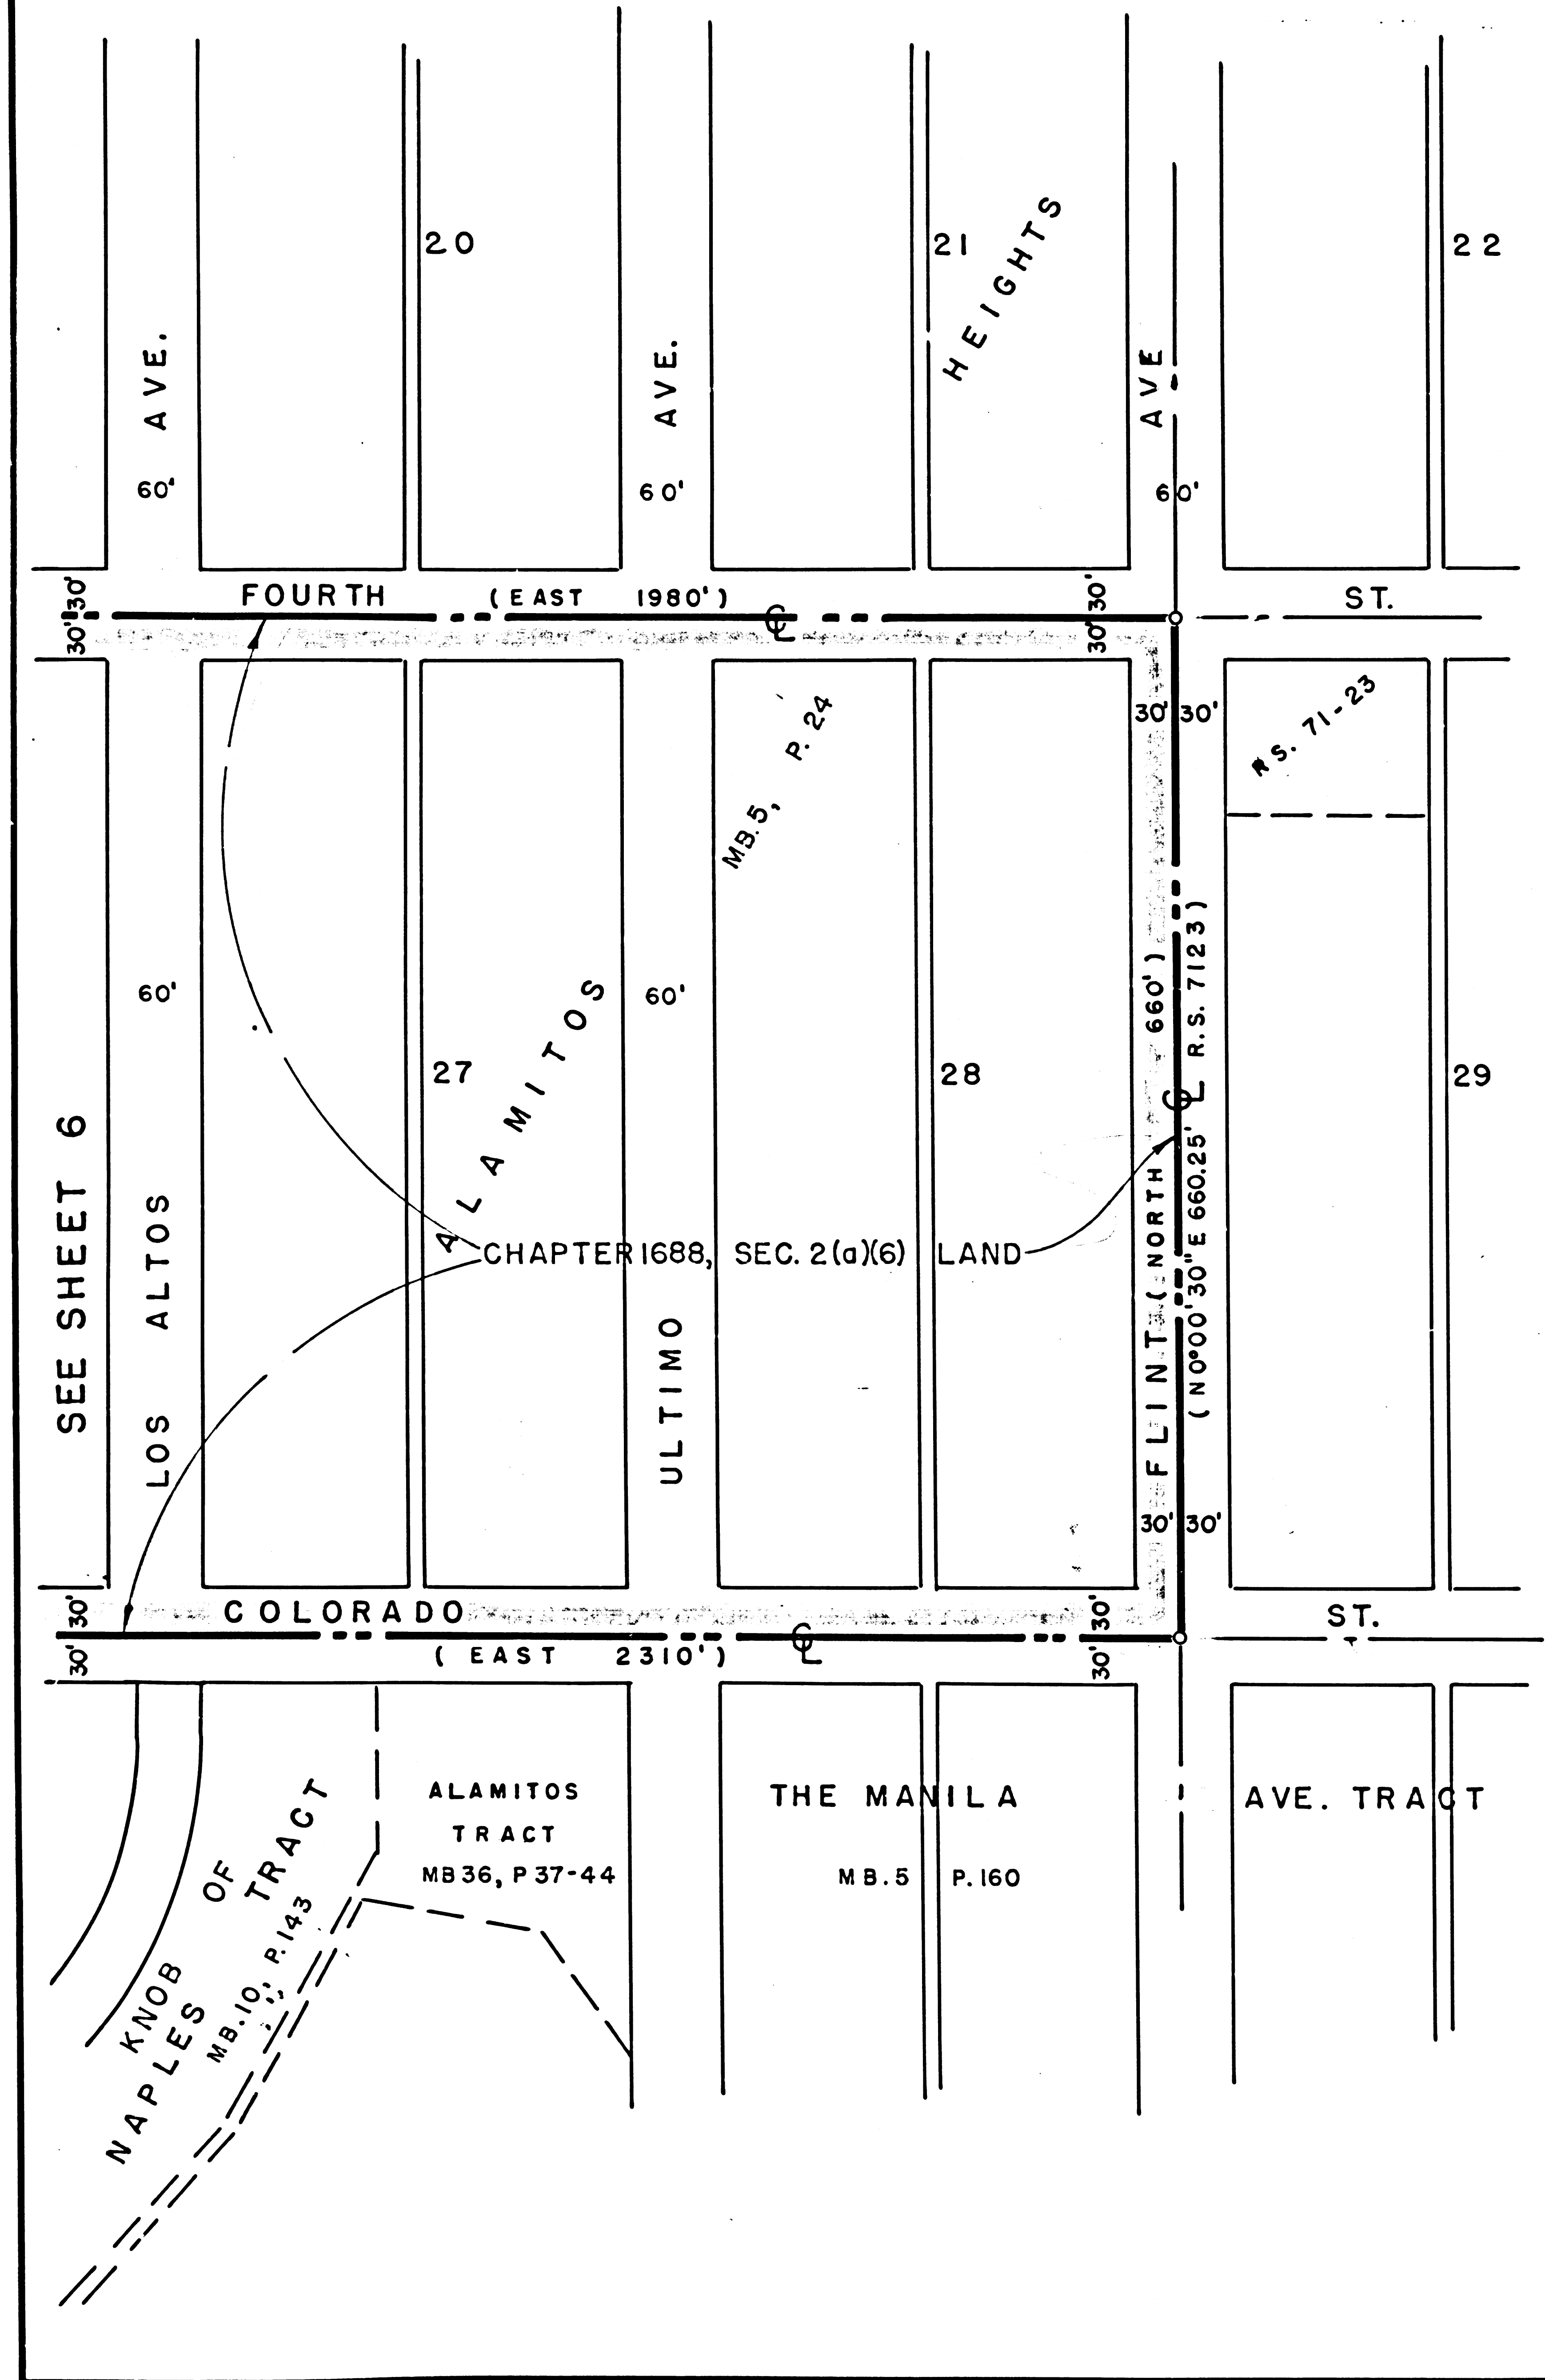 20
21
22
HEIGHTS
AVE.
AVE.
AVE
60'
60'
60'
30'
30'
FOURTH
(EAST 1980')
℄
ST.
30'
30'
30'
30'
MB.5, P. 24
RS. 71-23
60'
60'
27
28
29
ALAMITOS
SEE SHEET 6
LOS ALTOS
ULTIMO
FLINT (NORTH 660')
(N0°00'30"E 660.25' ℄ R.S. 7123)
CHAPTER 1688, SEC. 2(a)(6) LAND
30'
30'
30'
30'
COLORADO
ST.
30'
30'
(EAST 2310')
℄
ALAMITOS
TRACT
MB36, P37-44
THE MANILA AVE. TRACT
MB.5 P.160
KNOB OF
NAPLES TRACT
MB.10, P.143